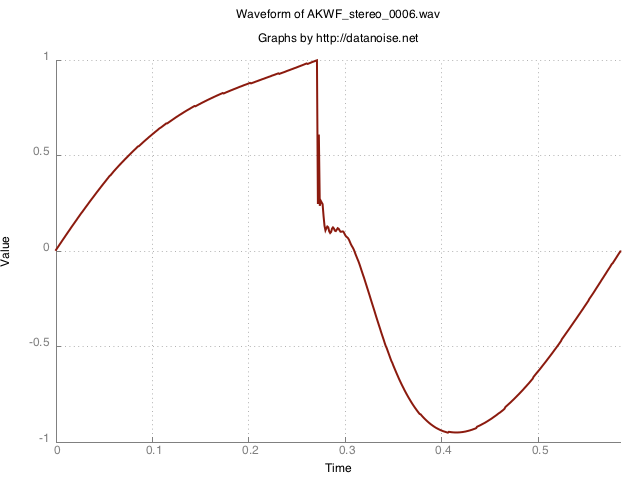 Waveform of AKWF_stereo_0006.wav
Graphs by http://datanoise.net
1
0.5
0
-0.5
-1
Value
0 0.1 0.2 0.3 0.4 0.5
Time